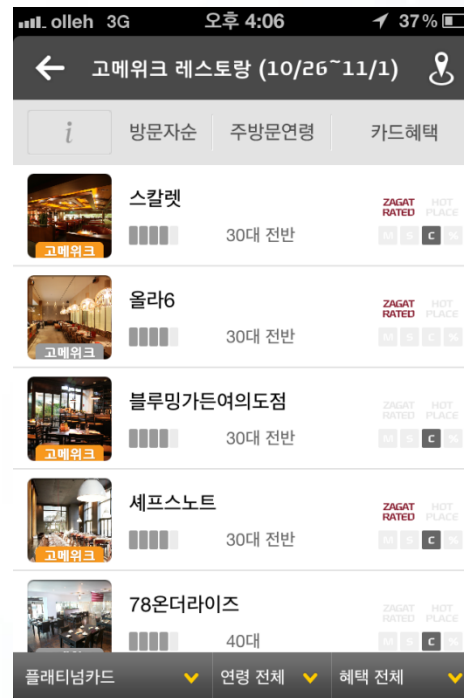 olleh 3G 오후 4:06 37%
고메위크 레스토랑 (10/26~11/1)
i 방문자순 주방문연령 카드혜택
스칼렛
ZAGAT RATED HOT PLACE
고메위크 30대 전반 M S C %
올라6
ZAGAT RATED HOT PLACE
고메위크 30대 전반 M S C %
블루밍가든여의도점
ZAGAT RATED HOT PLACE
고메위크 30대 전반 M S C %
셰프스노트
ZAGAT RATED HOT PLACE
고메위크 30대 전반 M S C %
78온더라이즈
ZAGAT RATED HOT PLACE
40대 M S C %
플래티넘카드 연령 전체 혜택 전체